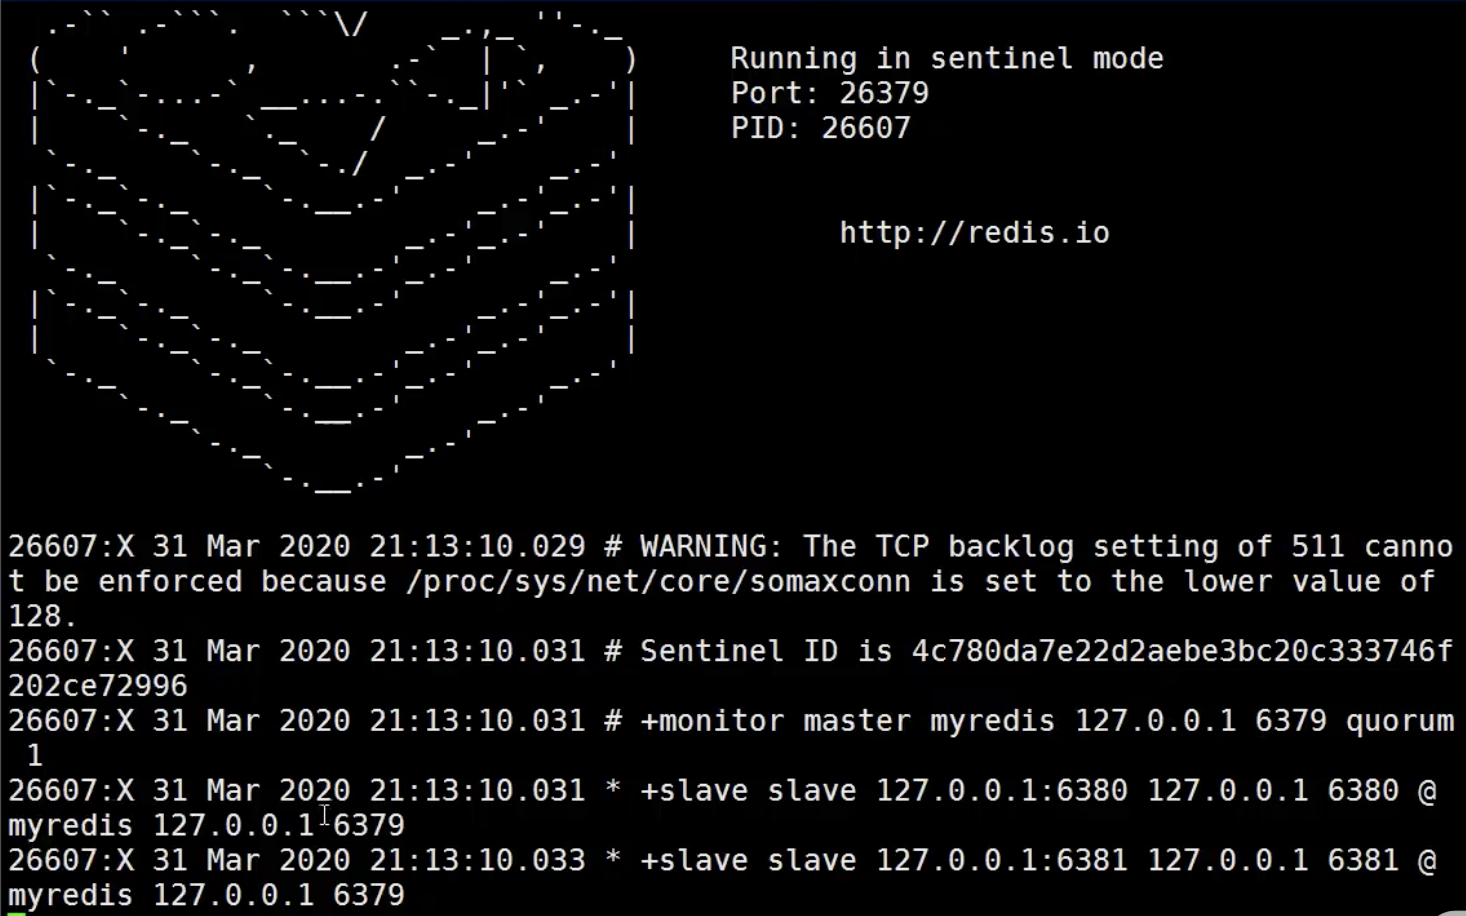 Running in sentinel mode
Port: 26379
PID: 26607
http://redis.io
26607:X 31 Mar 2020 21:13:10.029 # WARNING: The TCP backlog setting of 511 canno
t be enforced because /proc/sys/net/core/somaxconn is set to the lower value of
128.
26607:X 31 Mar 2020 21:13:10.031 # Sentinel ID is 4c780da7e22d2aebe3bc20c333746f
202ce72996
26607:X 31 Mar 2020 21:13:10.031 # +monitor master myredis 127.0.0.1 6379 quorum
1
26607:X 31 Mar 2020 21:13:10.031 * +slave slave 127.0.0.1:6380 127.0.0.1 6380 @
myredis 127.0.0.1 6379
26607:X 31 Mar 2020 21:13:10.033 * +slave slave 127.0.0.1:6381 127.0.0.1 6381 @
myredis 127.0.0.1 6379